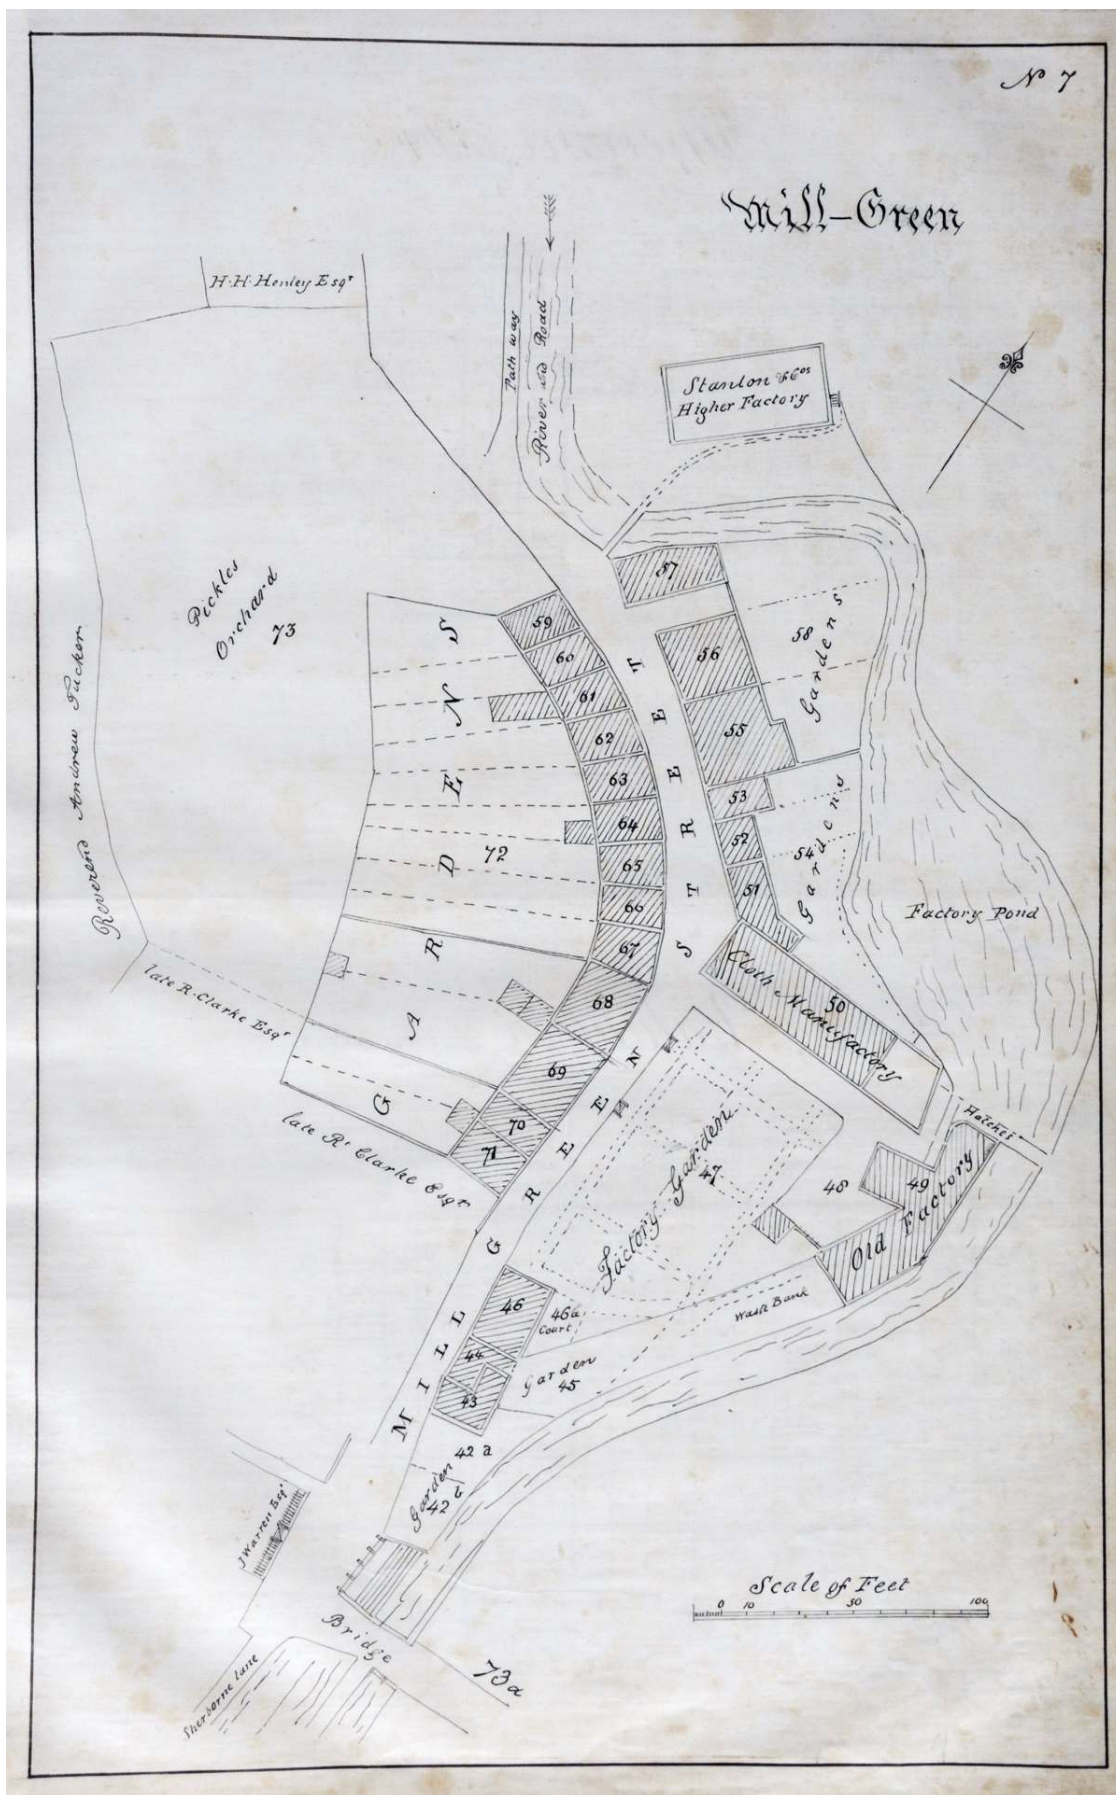 No 7
Mill-Green
H. H. Henley Esqr
Path way
River and Road
Stanton & Cos
Higher Factory
Pickles
Orchard
73
Reverend Andrew Tucker
late R. Clarke Esqr
late Rt Clarke Esqr
GARDENS
72
59
60
61
62
63
64
65
66
67
68
69
70
71
57
56
55
53
52
51
58
Gardens
54
Gardens
Factory Pond
Cloth Manufactory
50
Hatches
49
Old Factory
48
Factory Garden
47
Wash Bank
MILL GREEN STREET
46
46a
Court
44
43
Garden
45
42 a
Garden
42 b
J Warren Esqr
Bridge
Sherborne lane
73a
Scale of Feet
0 10 50 100